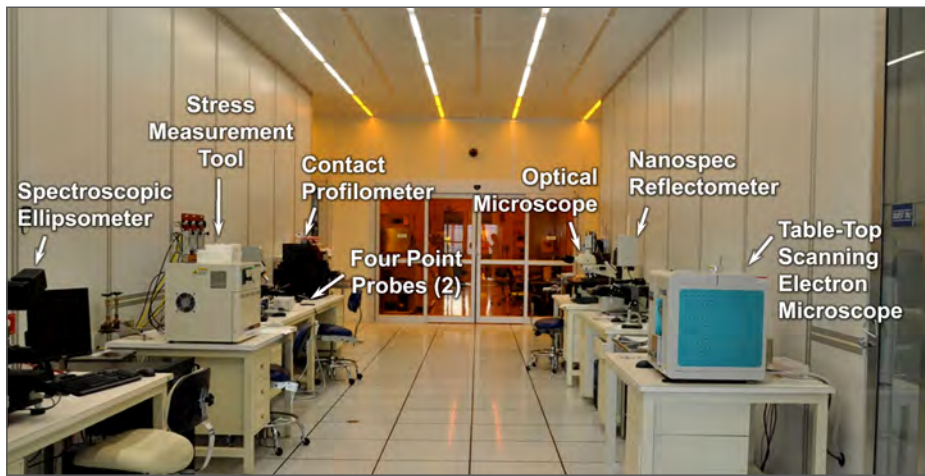 Stress
Measurement
Tool
Spectroscopic
Ellipsometer
Contact
Profilometer
Four Point
Probes (2)
Optical
Microscope
Nanospec
Reflectometer
Table-Top
Scanning
Electron
Microscope